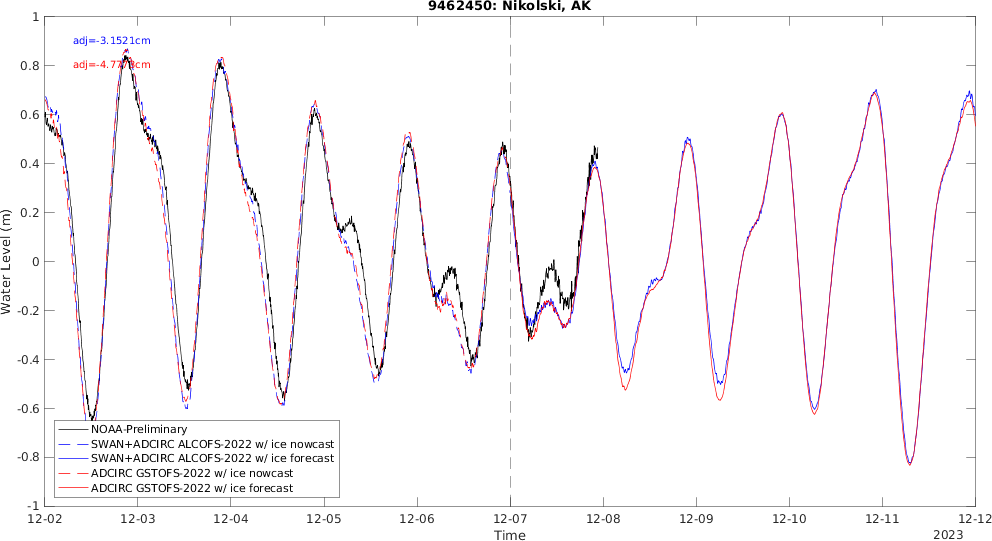 9462450: Nikolski, AK
adj=-3.1521cm
1
0.8
0.6
0.4
0.2
0
-0.2
-0.4
-0.6
-0.8
-1
Water Level (m)
NOAA-Preliminary
SWAN+ADCIRC ALCOFS-2022 w/ ice nowcast
SWAN+ADCIRC ALCOFS-2022 w/ ice forecast
ADCIRC GSTOFS-2022 w/ ice nowcast
ADCIRC GSTOFS-2022 w/ ice forecast
12-02 12-03 12-04 12-05 12-06 12-07 12-08 12-09 12-10 12-11 12-12
Time
2023